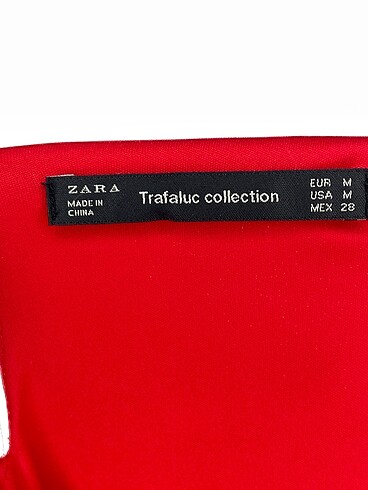 ZARA
MADE IN
CHINA
Trafaluc collection
EUR M
USA M
MEX 28